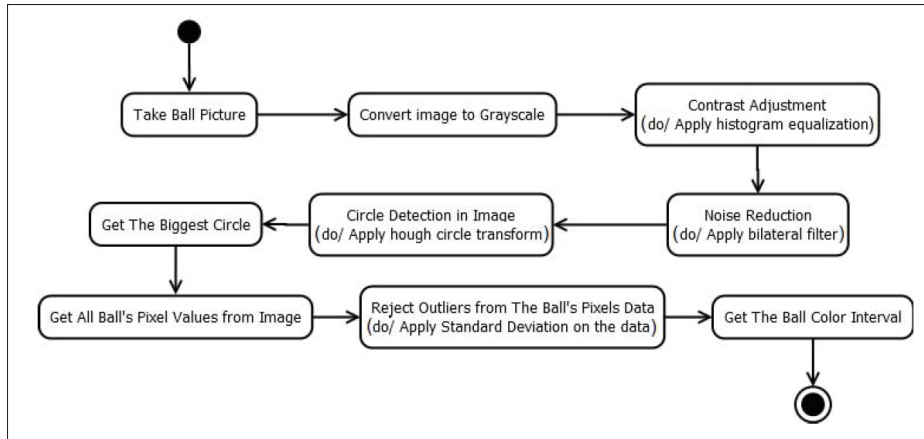 Take Ball Picture
Convert image to Grayscale
Contrast Adjustment
(do/ Apply histogram equalization)
Noise Reduction
(do/ Apply bilateral filter)
Circle Detection in Image
(do/ Apply hough circle transform)
Get The Biggest Circle
Get All Ball's Pixel Values from Image
Reject Outliers from The Ball's Pixels Data
(do/ Apply Standard Deviation on the data)
Get The Ball Color Interval